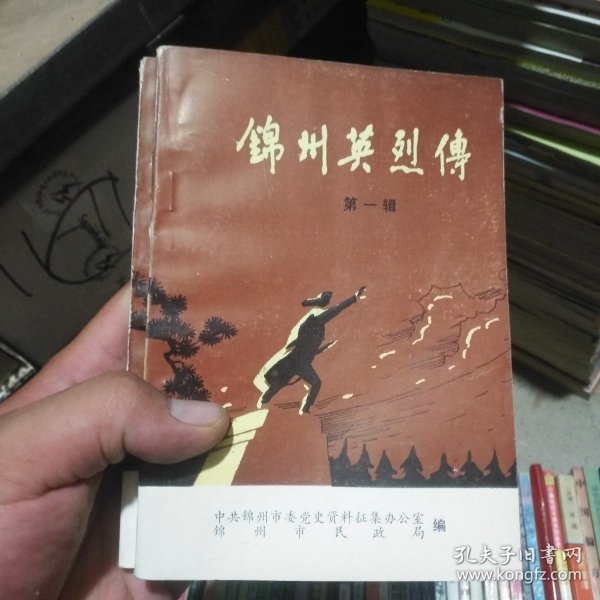 錦州英烈傳
第一辑
中共锦州市委党史资料征集办公室
锦州市民政局
编
孔夫子旧书网
www.kongfz.com